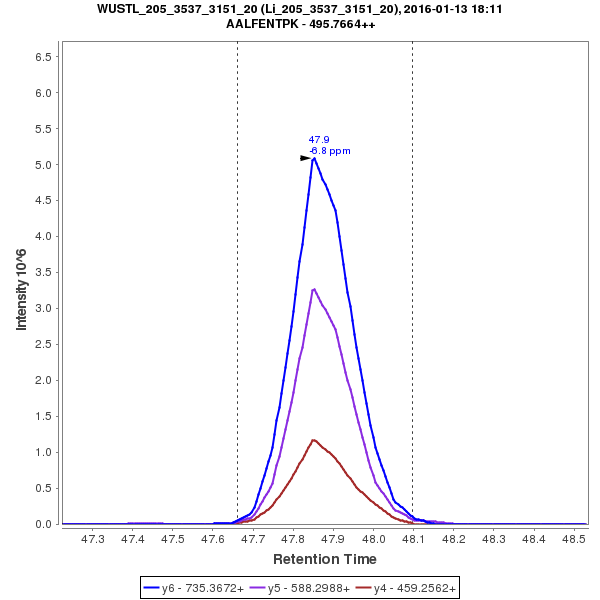 WUSTL_205_3537_3151_20 (Li_205_3537_3151_20), 2016-01-13 18:11
AALFENTPK - 495.7664++
47.9
-6.8 ppm
Intensity 10^6
6.5
6.0
5.5
5.0
4.5
4.0
3.5
3.0
2.5
2.0
1.5
1.0
0.5
0.0
47.3 47.4 47.5 47.6 47.7 47.8 47.9 48.0 48.1 48.2 48.3 48.4 48.5
Retention Time
y6 - 735.3672+ y5 - 588.2988+ y4 - 459.2562+